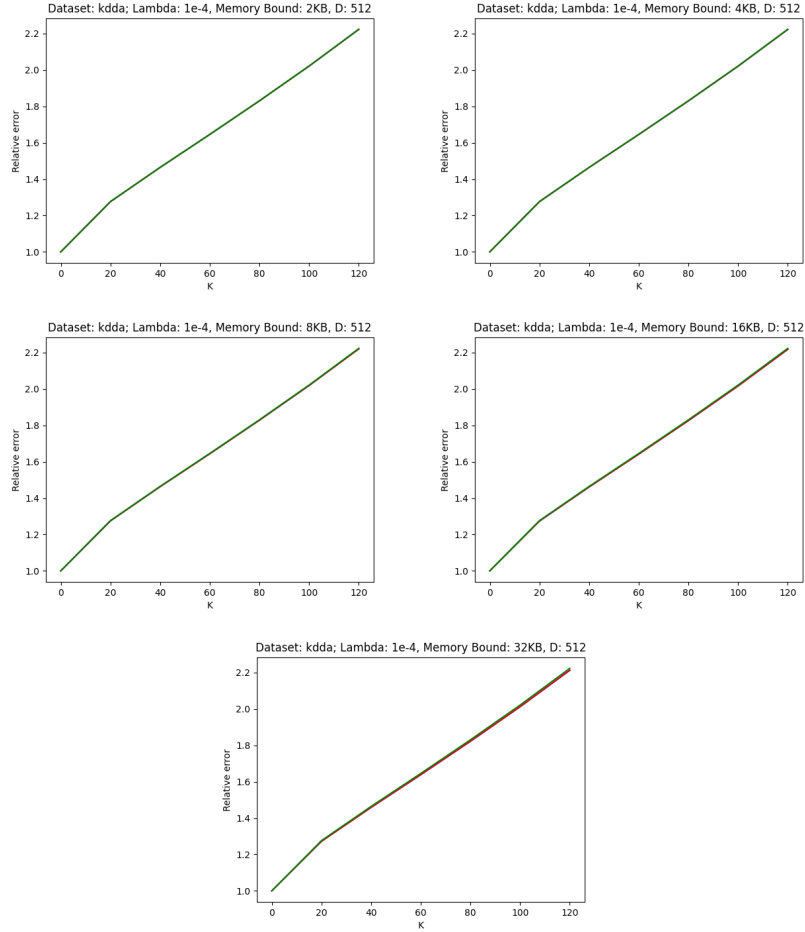 Dataset: kdda; Lambda: 1e-4, Memory Bound: 2KB, D: 512
2.2
2.0
1.8
1.6
1.4
1.2
1.0
Relative error
0 20 40 60 80 100 120
K
Dataset: kdda; Lambda: 1e-4, Memory Bound: 4KB, D: 512
2.2
2.0
1.8
1.6
1.4
1.2
1.0
Relative error
0 20 40 60 80 100 120
K
Dataset: kdda; Lambda: 1e-4, Memory Bound: 8KB, D: 512
2.2
2.0
1.8
1.6
1.4
1.2
1.0
Relative error
0 20 40 60 80 100 120
K
Dataset: kdda; Lambda: 1e-4, Memory Bound: 16KB, D: 512
2.2
2.0
1.8
1.6
1.4
1.2
1.0
Relative error
0 20 40 60 80 100 120
K
Dataset: kdda; Lambda: 1e-4, Memory Bound: 32KB, D: 512
2.2
2.0
1.8
1.6
1.4
1.2
1.0
Relative error
0 20 40 60 80 100 120
K